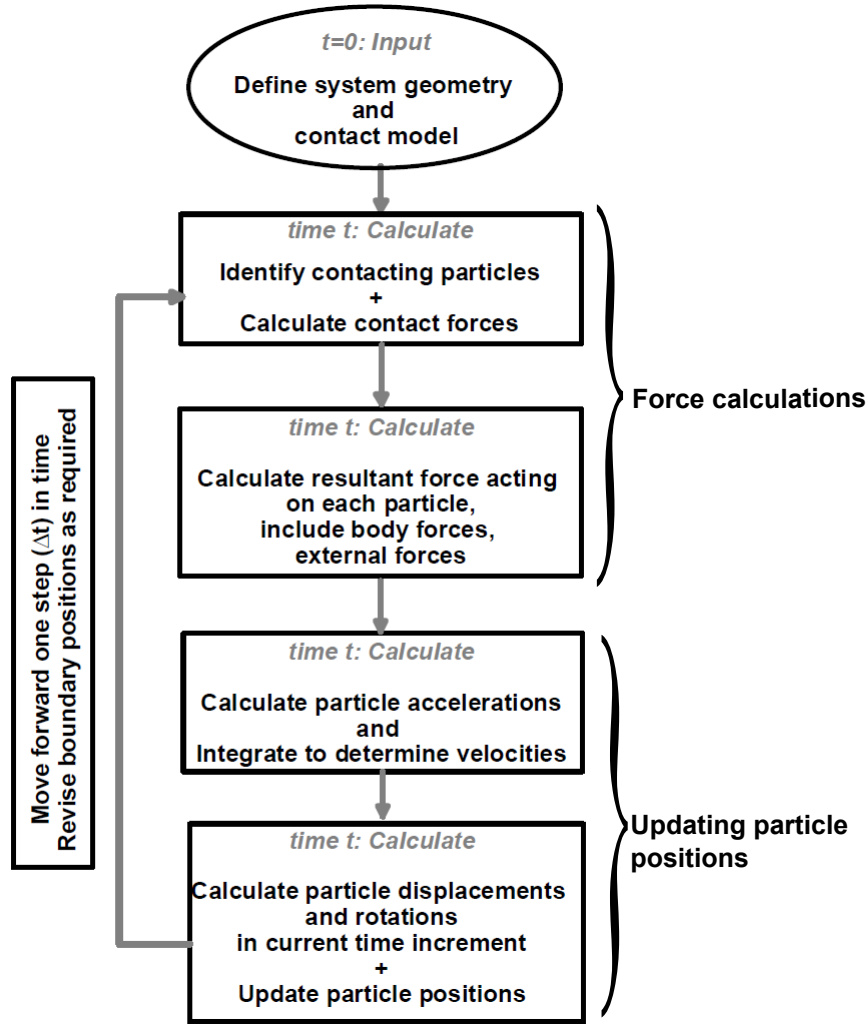 t=0: Input
Define system geometry
and
contact model
time t: Calculate
Identify contacting particles
+
Calculate contact forces
time t: Calculate
Calculate resultant force acting
on each particle,
include body forces,
external forces
Force calculations
time t: Calculate
Calculate particle accelerations
and
Integrate to determine velocities
time t: Calculate
Calculate particle displacements
and rotations
in current time increment
+
Update particle positions
Updating particle
positions
Move forward one step (Δt) in time
Revise boundary positions as required